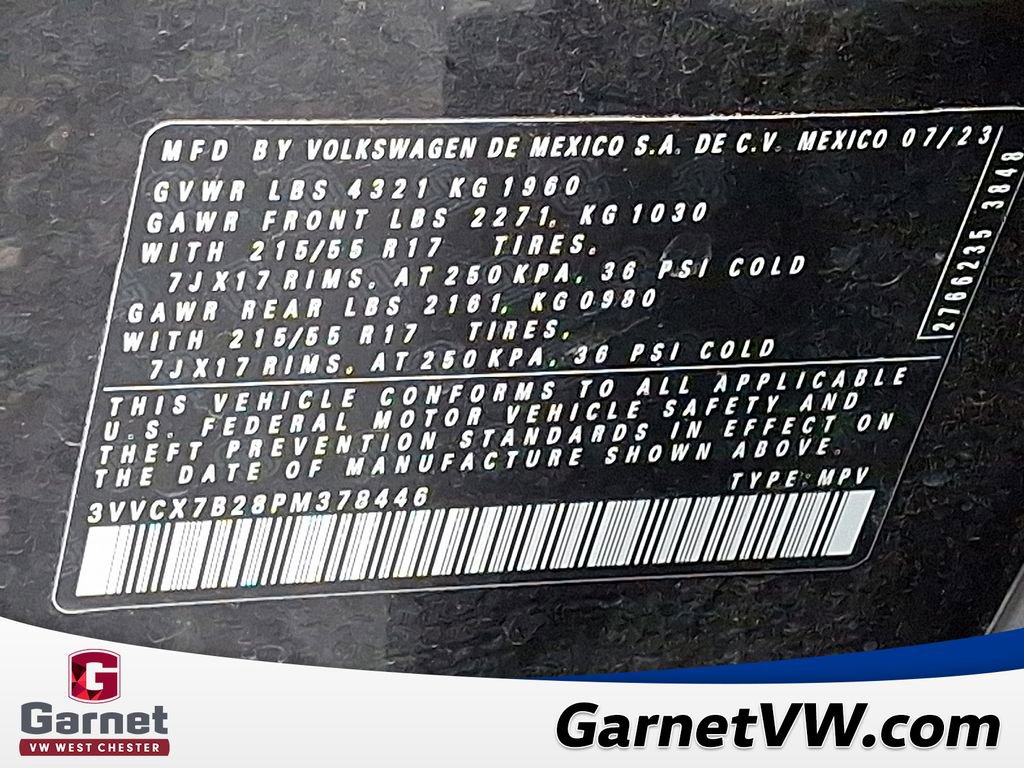 MFD BY VOLKSWAGEN DE MEXICO S.A. DE C.V. MEXICO 07/23
GVWR LBS 4321 KG 1960
GAWR FRONT LBS 2271, KG 1030
WITH 215/55 R17 TIRES,
7JX17 RIMS, AT 250 KPA, 36 PSI COLD
GAWR REAR LBS 2161, KG 0980
WITH 215/55 R17 TIRES,
7JX17 RIMS, AT 250 KPA, 36 PSI COLD
2766235 3848
THIS VEHICLE CONFORMS TO ALL APPLICABLE
U.S. FEDERAL MOTOR VEHICLE SAFETY AND
THEFT PREVENTION STANDARDS IN EFFECT ON
THE DATE OF MANUFACTURE SHOWN ABOVE.
3VVCX7B28PM378446 TYPE: MPV
G
Garnet
VW WEST CHESTER
GarnetVW.com